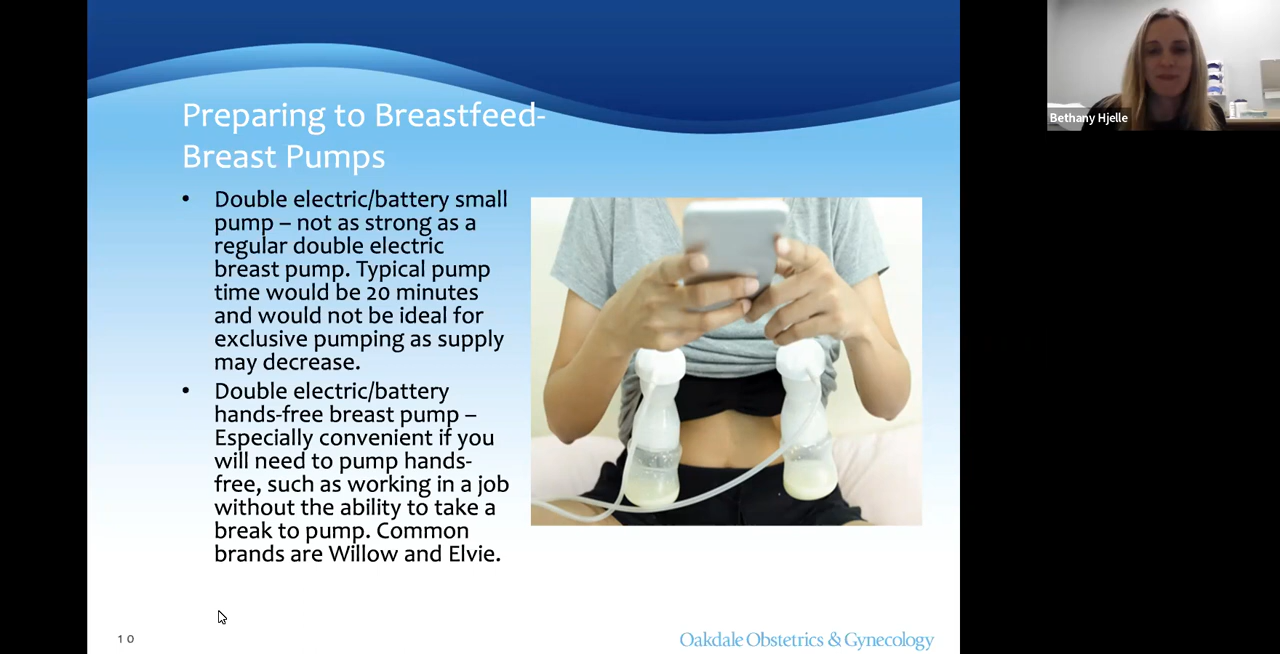 Preparing to Breastfeed-
Breast Pumps
• Double electric/battery small
pump – not as strong as a
regular double electric
breast pump. Typical pump
time would be 20 minutes
and would not be ideal for
exclusive pumping as supply
may decrease.
• Double electric/battery
hands-free breast pump –
Especially convenient if you
will need to pump hands-
free, such as working in a job
without the ability to take a
break to pump. Common
brands are Willow and Elvie.
10
Oakdale Obstetrics & Gynecology
Bethany Hjelle